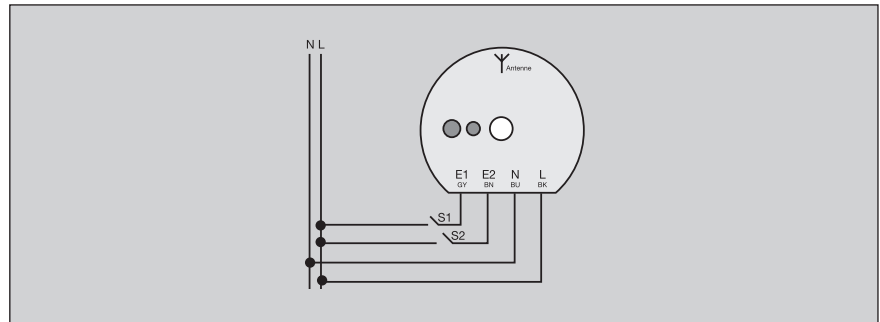 N L
Antenne
E1 E2 N L
GY BN BU BK
S1
S2